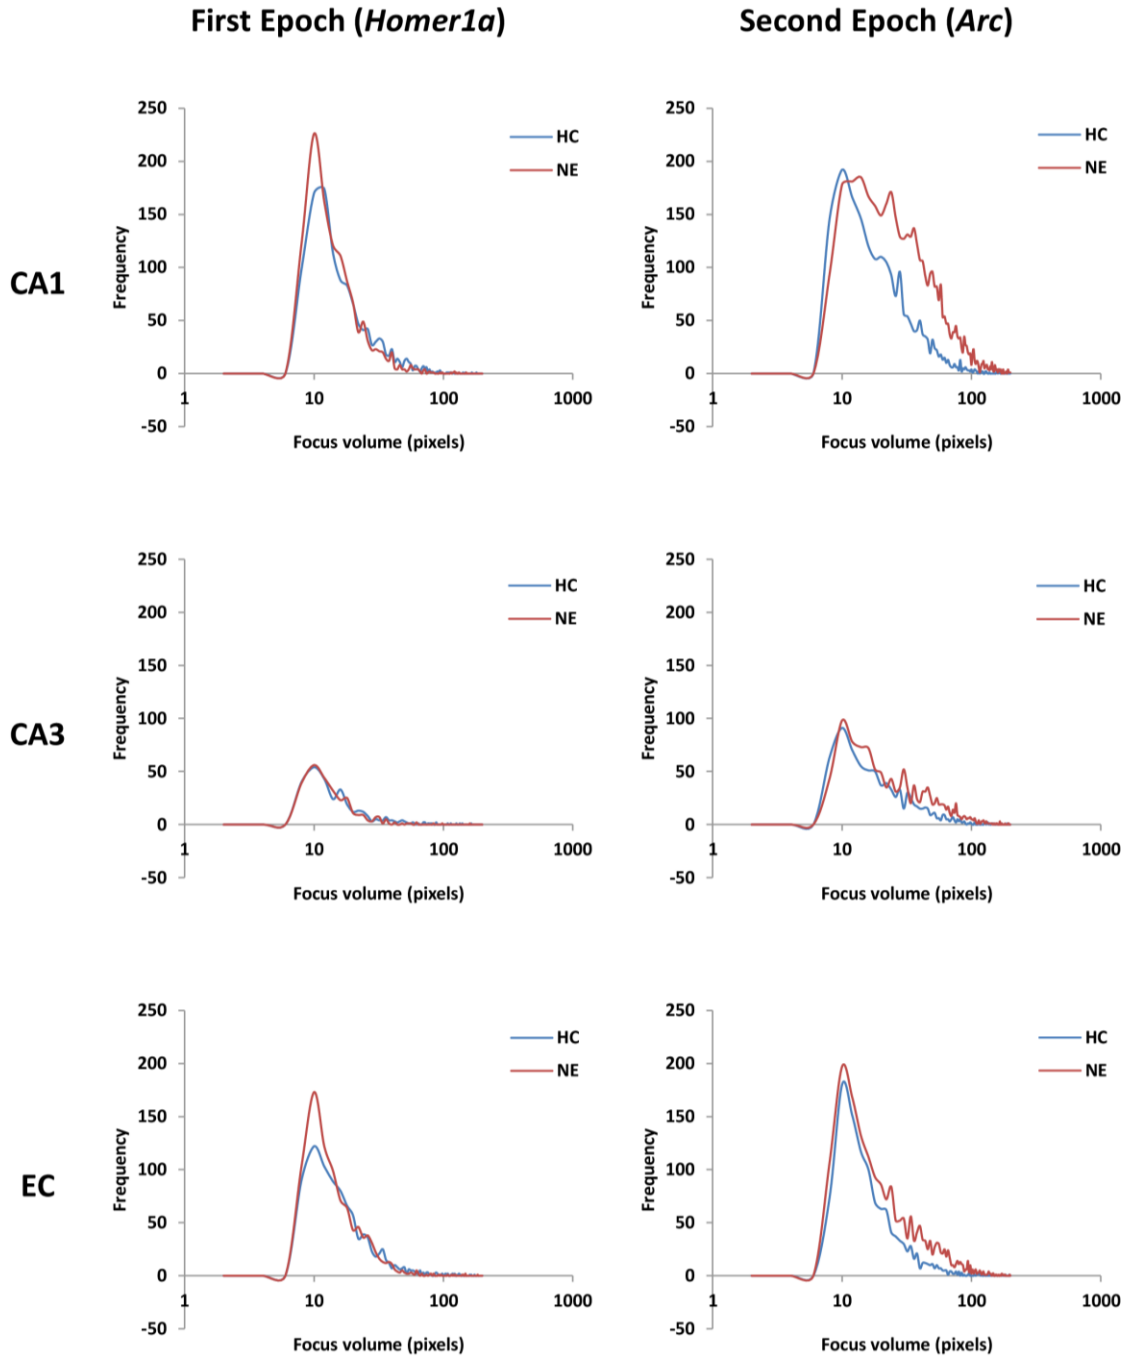 First Epoch (Homer1a)
Second Epoch (Arc)
CA1
250
200
150
100
50
0
-50
1
10
100
1000
Frequency
Focus volume (pixels)
HC
NE
250
200
150
100
50
0
-50
1
10
100
1000
Frequency
Focus volume (pixels)
HC
NE
CA3
250
200
150
100
50
0
-50
1
10
100
1000
Frequency
Focus volume (pixels)
HC
NE
250
200
150
100
50
0
-50
1
10
100
1000
Frequency
Focus volume (pixels)
HC
NE
EC
250
200
150
100
50
0
-50
1
10
100
1000
Frequency
Focus volume (pixels)
HC
NE
250
200
150
100
50
0
-50
1
10
100
1000
Frequency
Focus volume (pixels)
HC
NE